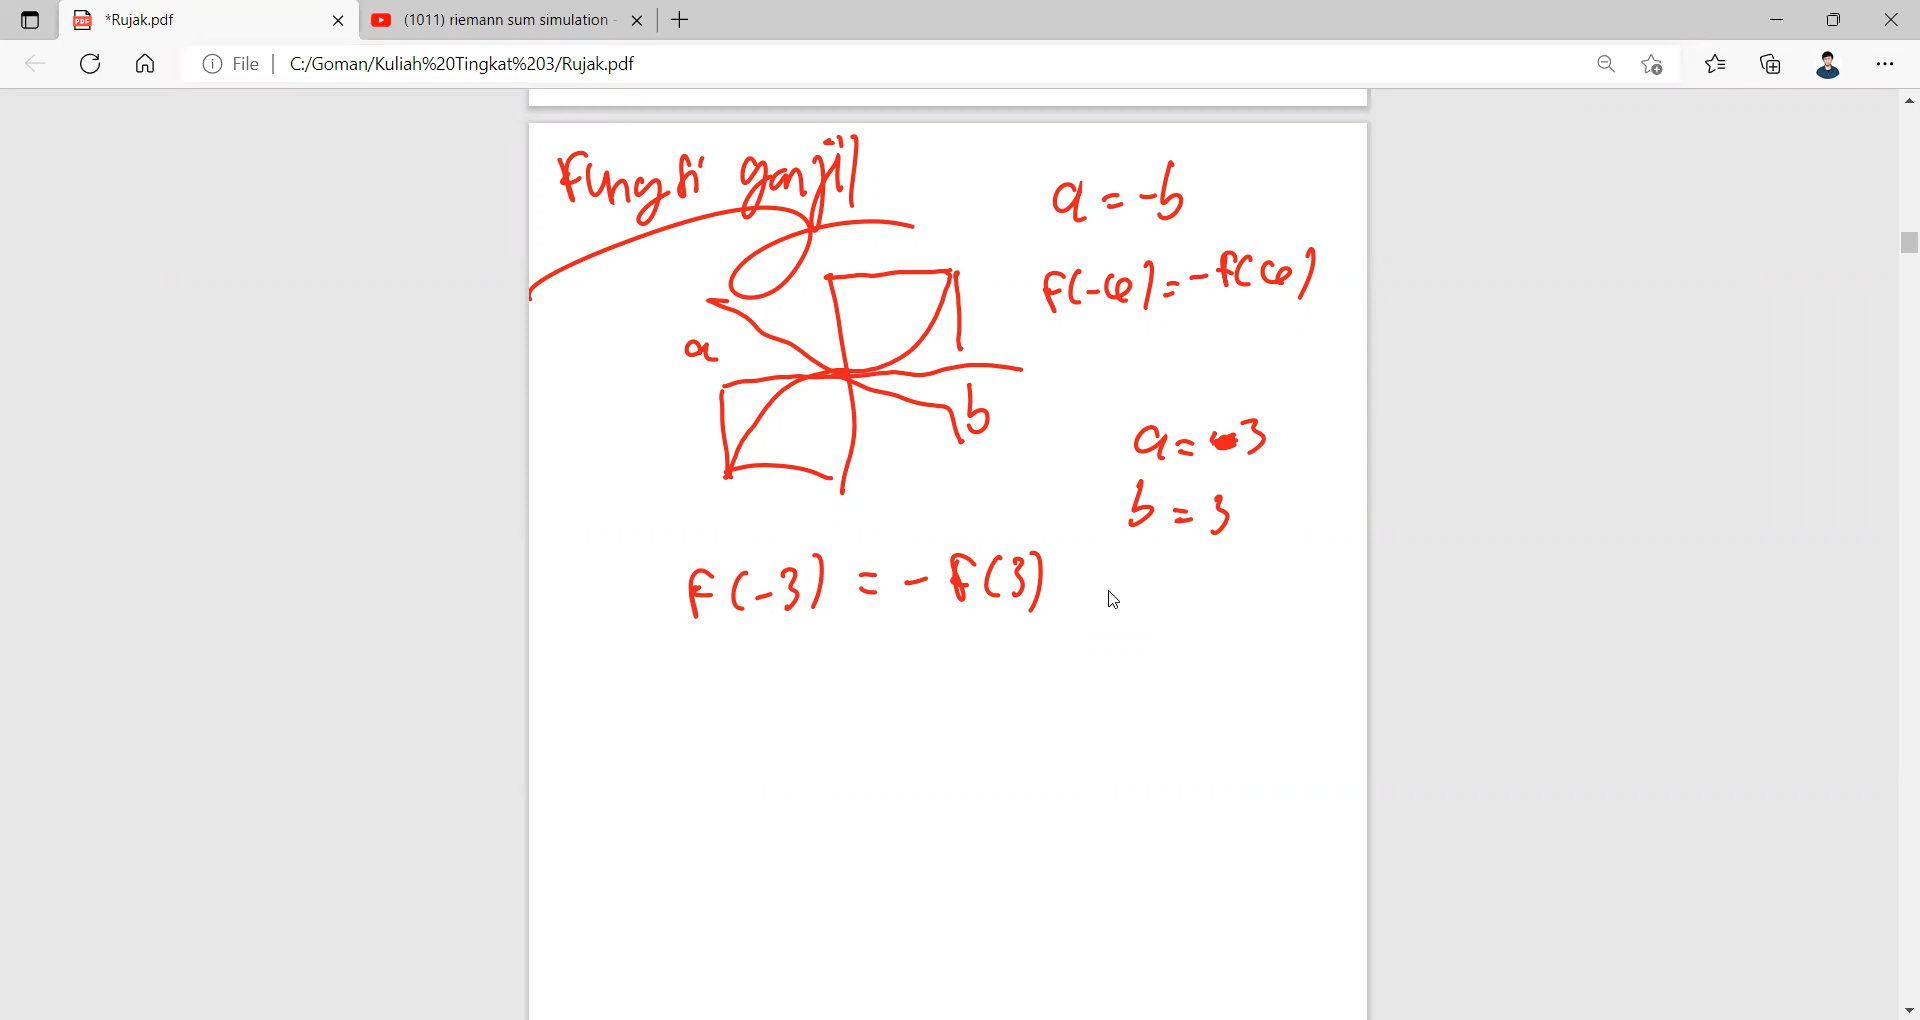 *Rujak.pdf
(1011) riemann sum simulation -
File
C:/Goman/Kuliah%20Tingkat%203/Rujak.pdf
Fungsi ganjil
a = -b
a
b
a = -3
b = 3
F(-3) = -F(3)